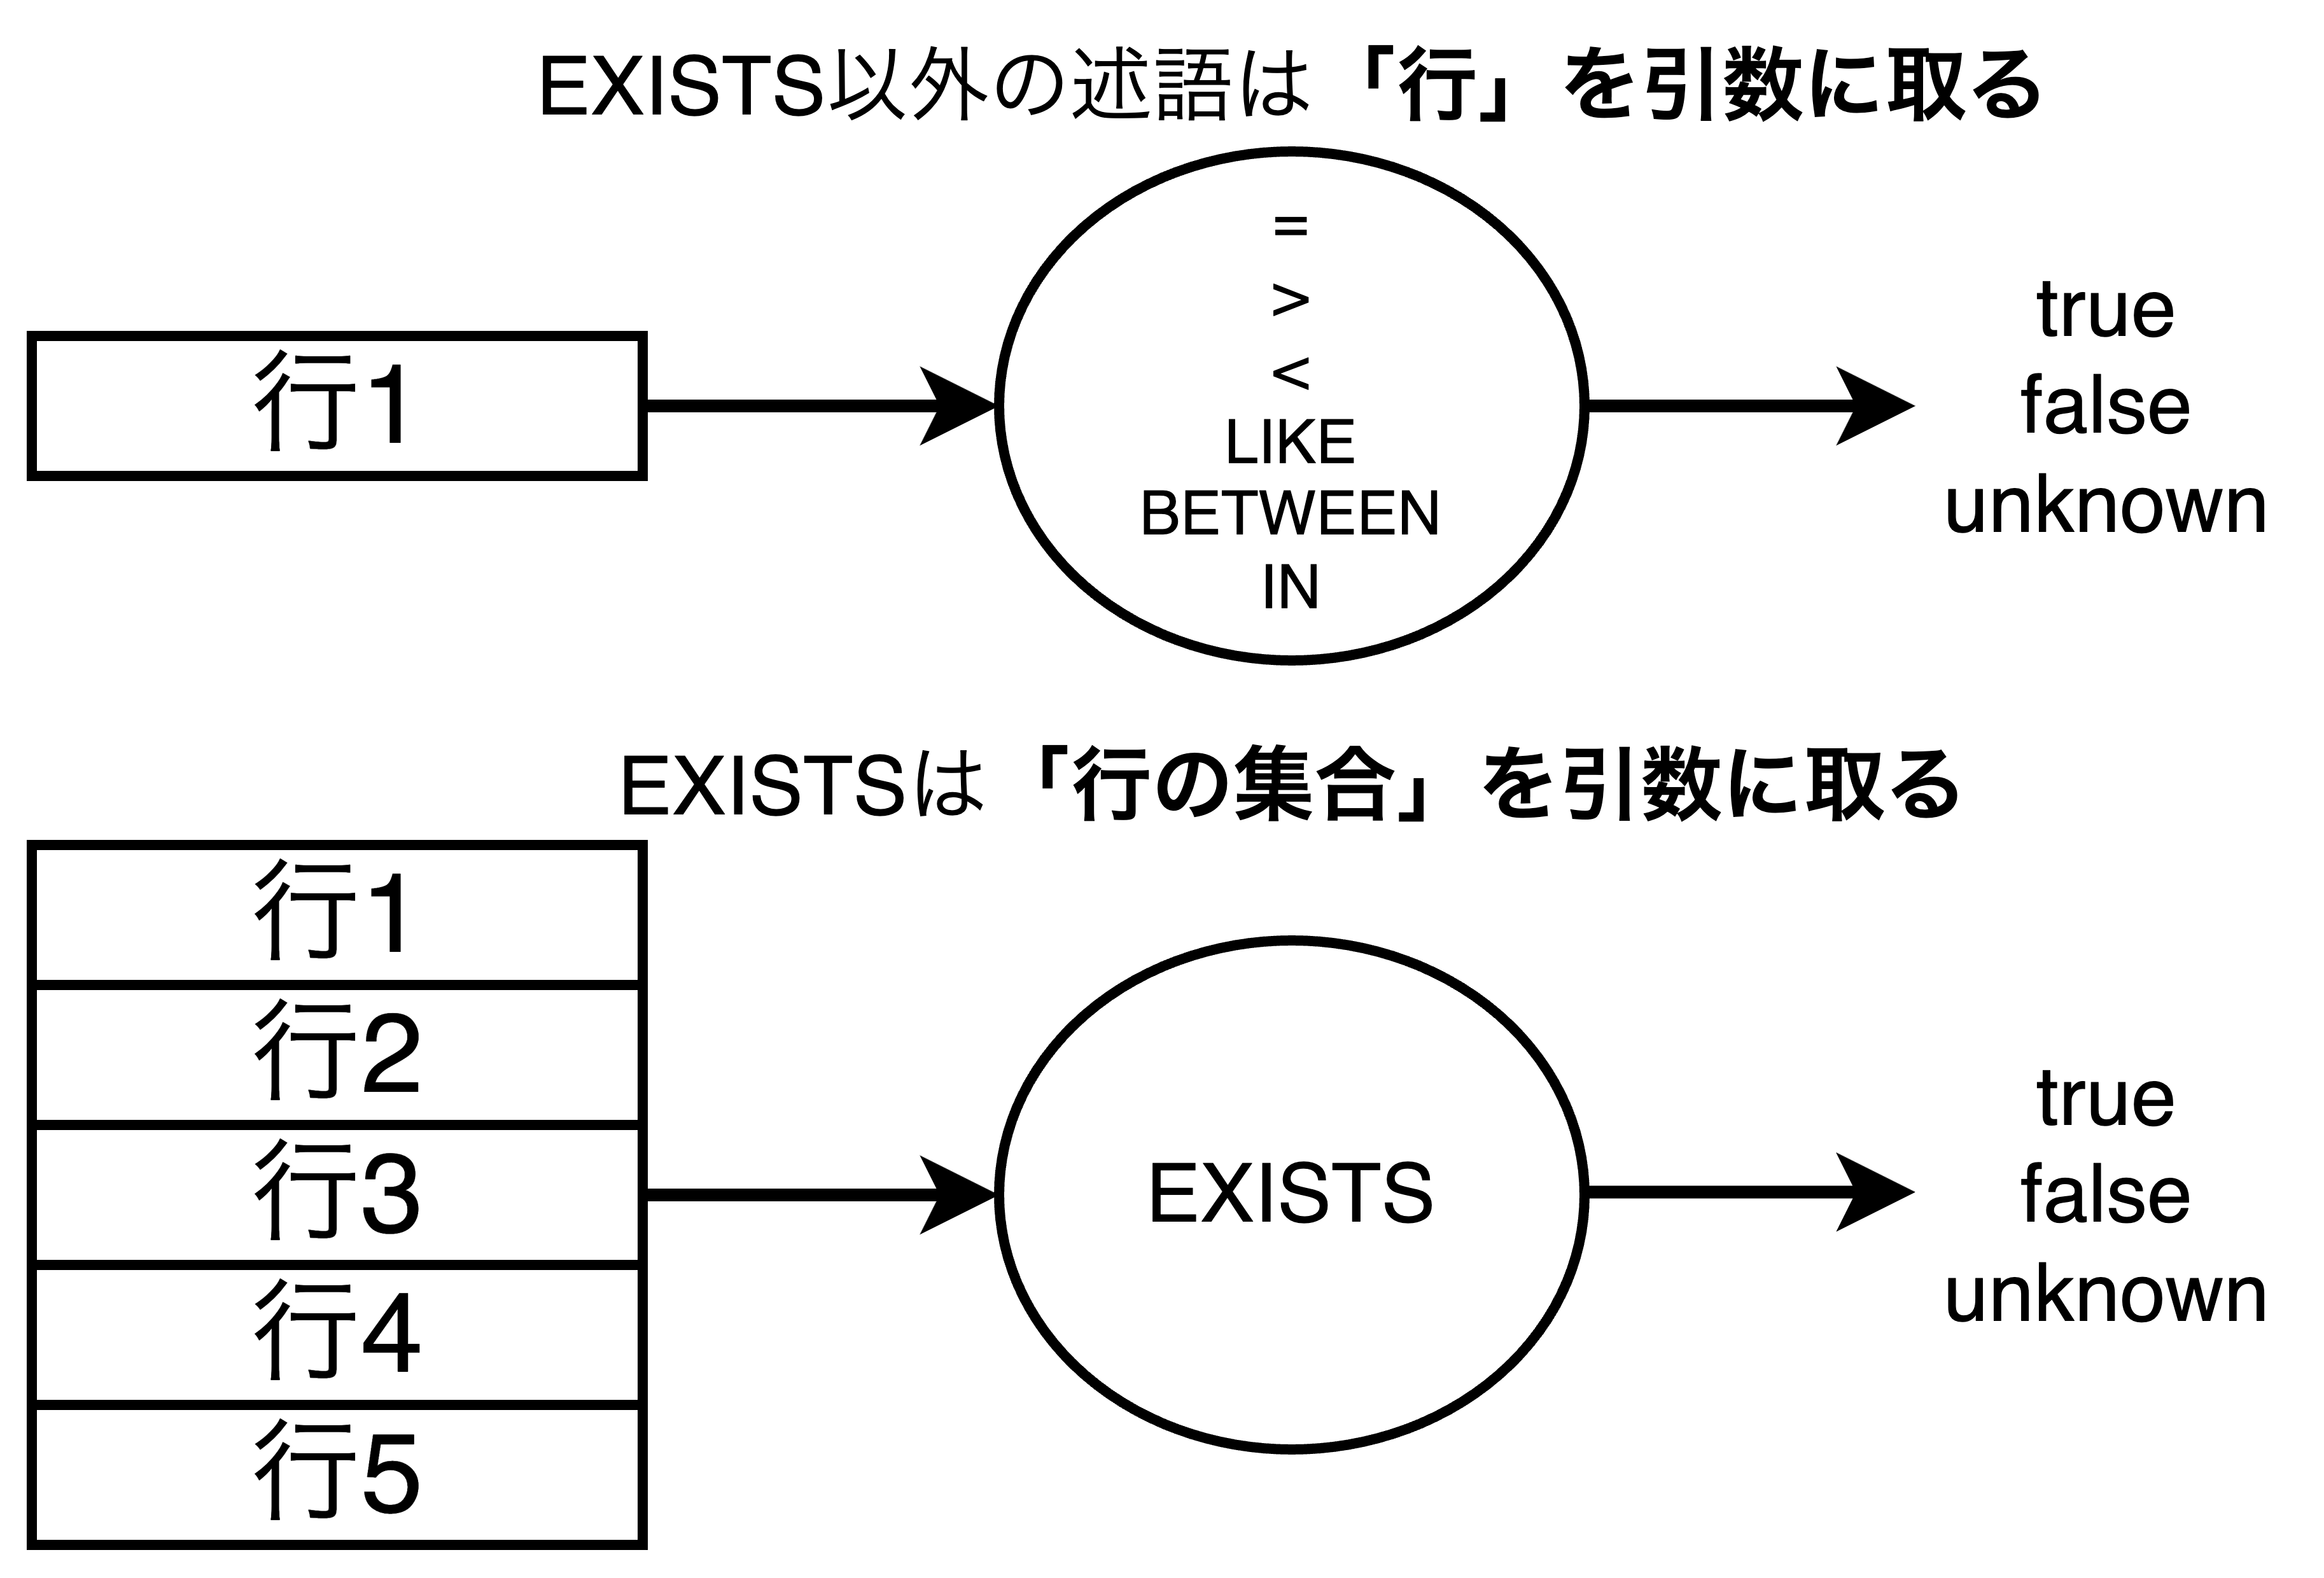 EXISTS以外の述語は「行」を引数に取る
行1
=
>
<
LIKE
BETWEEN
IN
true
false
unknown
EXISTSは「行の集合」を引数に取る
行1
行2
行3
行4
行5
EXISTS
true
false
unknown